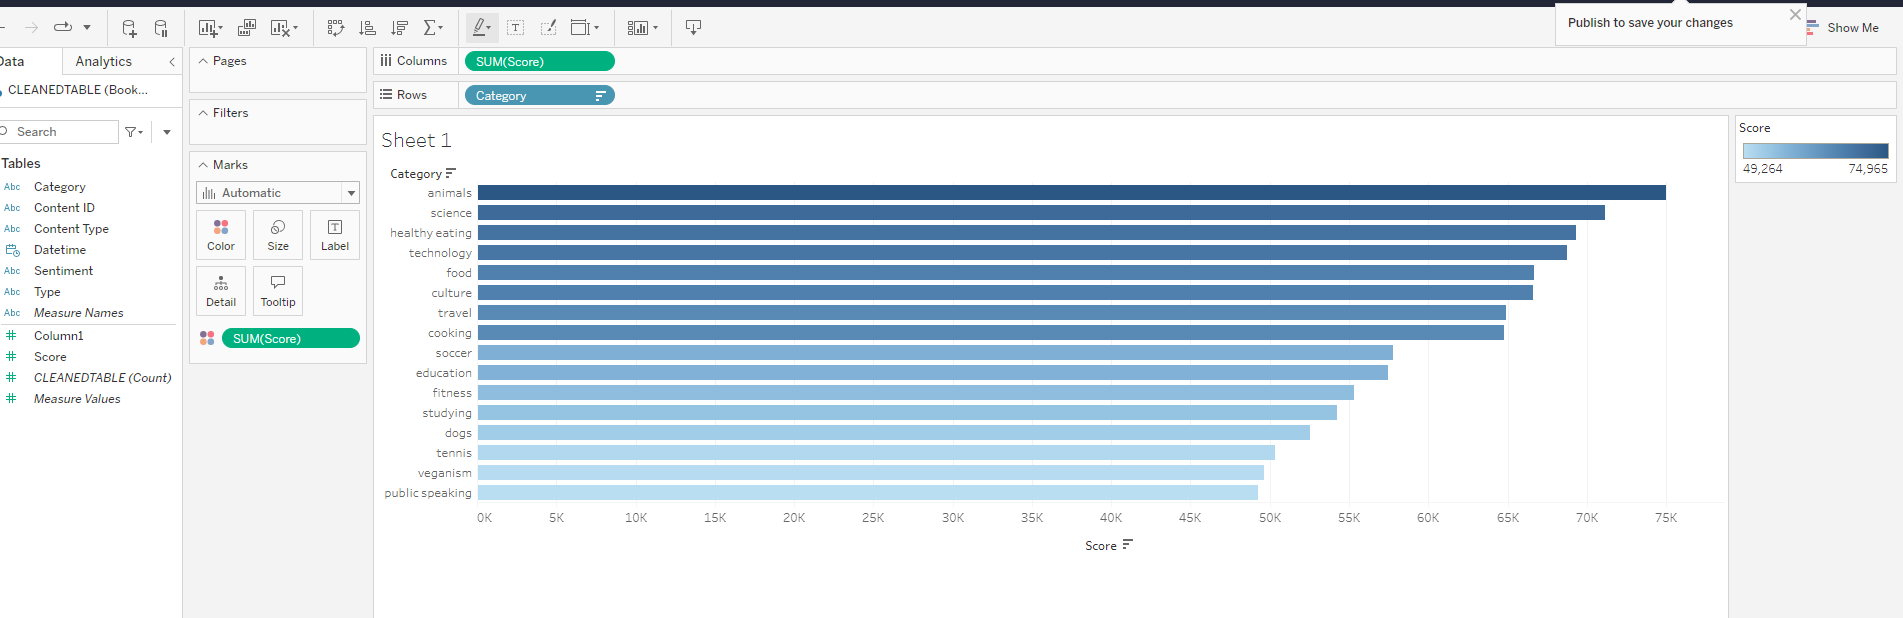 Publish to save your changes
Show Me
Data
Analytics
CLEANEDTABLE (Book...
Search
Tables
Abc Category
Abc Content ID
Abc Content Type
Datetime
Abc Sentiment
Abc Type
Abc Measure Names
# Column1
# Score
# CLEANEDTABLE (Count)
# Measure Values
Pages
Filters
Marks
Automatic
Color
Size
Label
Detail
Tooltip
SUM(Score)
Columns
SUM(Score)
Rows
Category
Sheet 1
Category
animals
science
healthy eating
technology
food
culture
travel
cooking
soccer
education
fitness
studying
dogs
tennis
veganism
public speaking
0K 5K 10K 15K 20K 25K 30K 35K 40K 45K 50K 55K 60K 65K 70K 75K
Score
Score
49,264 74,965